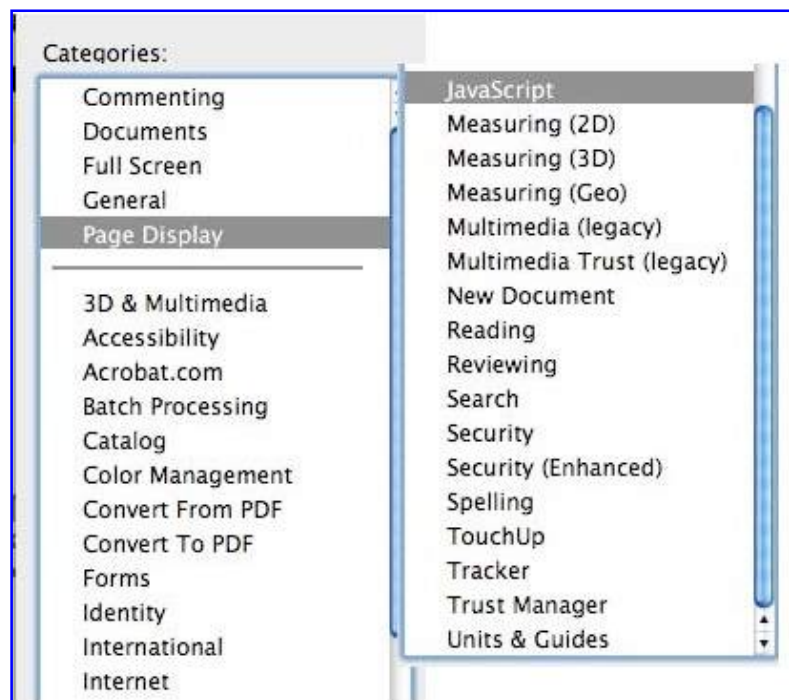 Categories:
Commenting
Documents
Full Screen
General
Page Display
3D & Multimedia
Accessibility
Acrobat.com
Batch Processing
Catalog
Color Management
Convert From PDF
Convert To PDF
Forms
Identity
International
Internet
JavaScript
Measuring (2D)
Measuring (3D)
Measuring (Geo)
Multimedia (legacy)
Multimedia Trust (legacy)
New Document
Reading
Reviewing
Search
Security
Security (Enhanced)
Spelling
TouchUp
Tracker
Trust Manager
Units & Guides